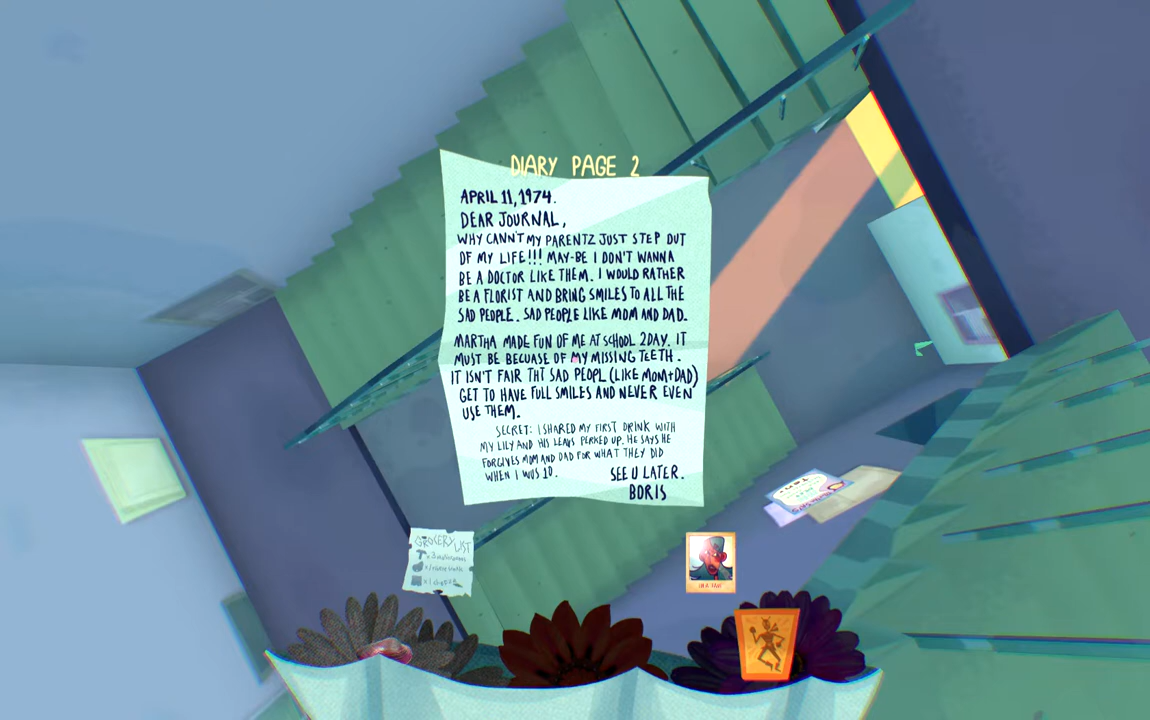 DIARY PAGE 2
APRIL 11, 1974.
DEAR JOURNAL,
WHY CANN'T MY PARENTZ JUST STEP OUT
OF MY LIFE!!! MAY-BE I DON'T WANNA
BE A DOCTOR LIKE THEM. I WOULD RATHER
BE A FLORIST AND BRING SMILES TO ALL THE
SAD PEOPLE. SAD PEOPLE LIKE MOM AND DAD.
MARTHA MADE FUN OF ME AT SCHOOL 2DAY. IT
MUST BE BECUASE OF MY MISSING TEETH.
IT ISN'T FAIR THT SAD PEOPL (LIKE MOM+DAD)
GET TO HAVE FULL SMILES AND NEVER EVEN
USE THEM.
SECRET: I SHARED MY FIRST DRINK WITH
MY LILY AND HIS LEAVS PERKED UP. HE SAYS HE
FORGIVES MOM AND DAD FOR WHAT THEY DID
WHEN I WUS 10.
SEE U LATER.
BORIS
GROCERY LIST